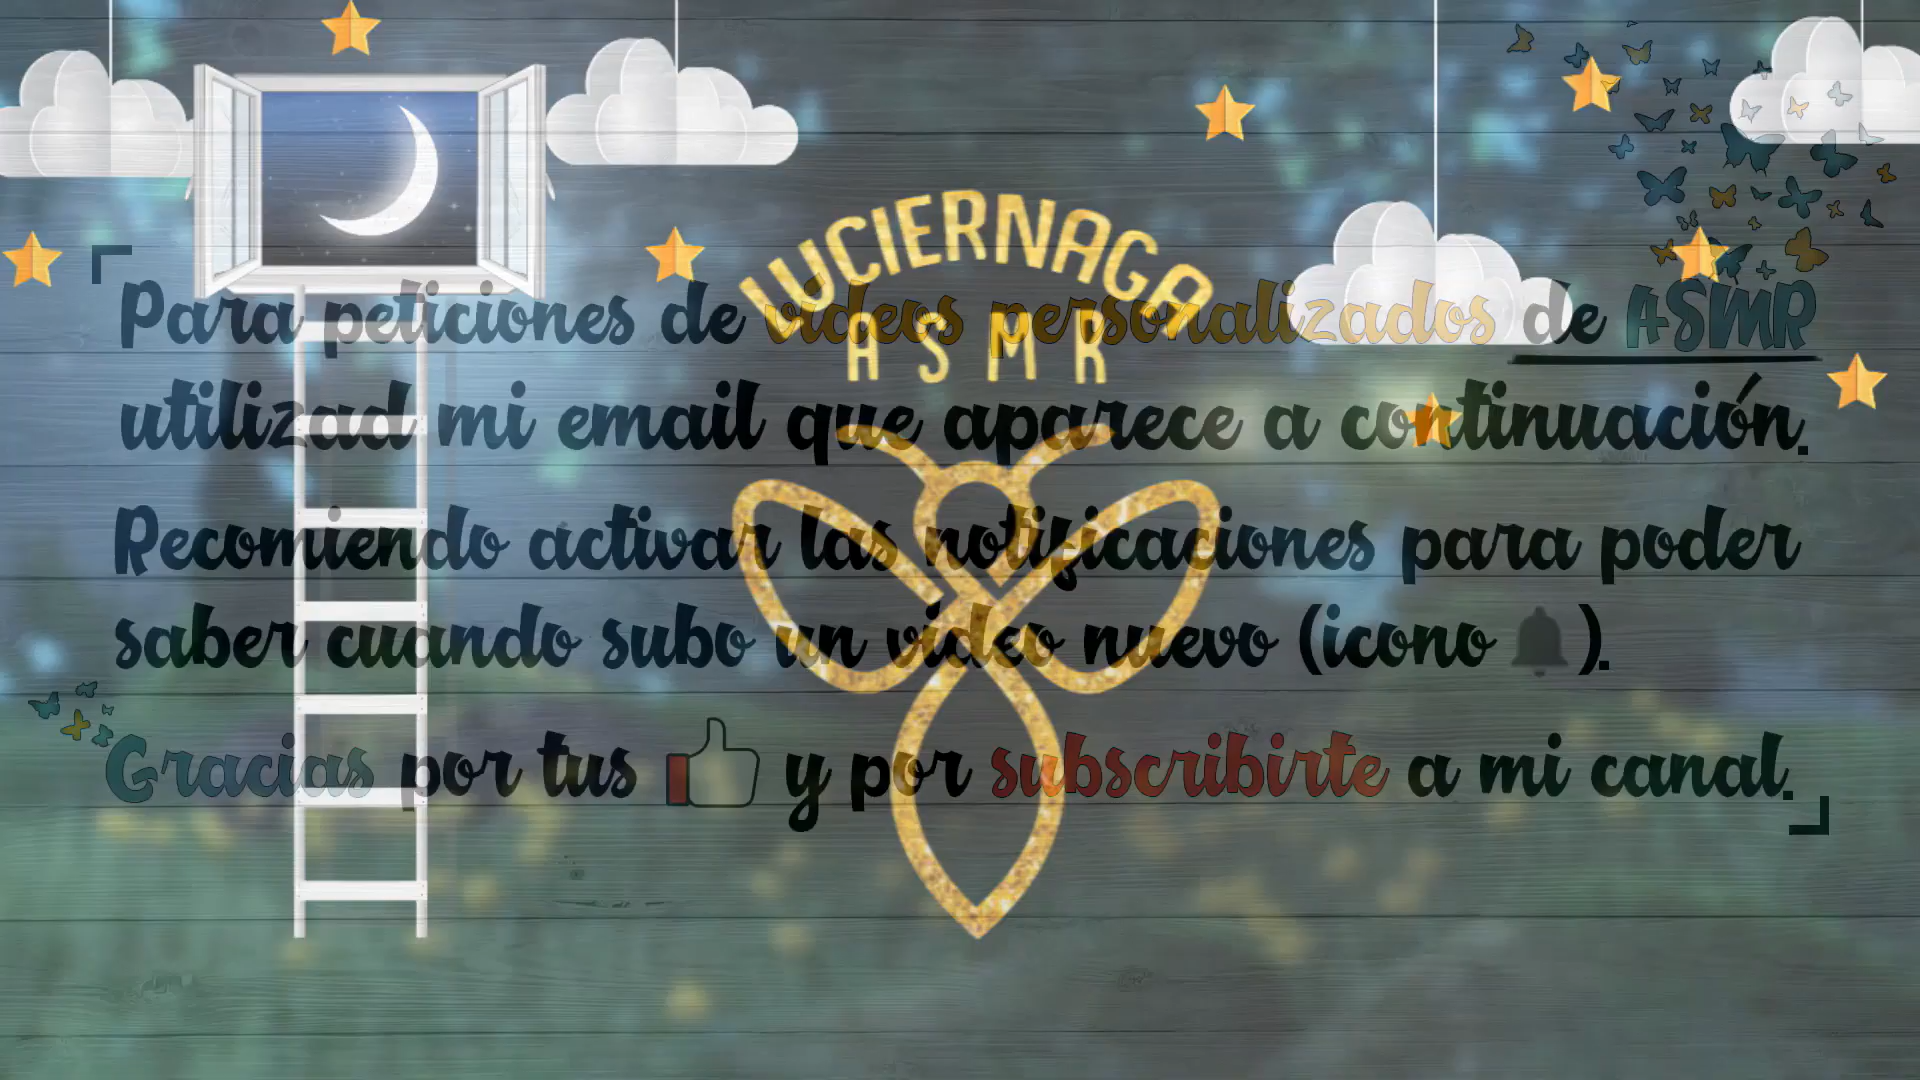 LUCIERNAGA
ASMR
Para peticiones de videos personalizados de ASMR
utilizad mi email que aparece a continuación.
Recomiendo activar las notificaciones para poder
saber cuando subo un video nuevo (icono ).
Gracias por tus y por subscribirte a mi canal.